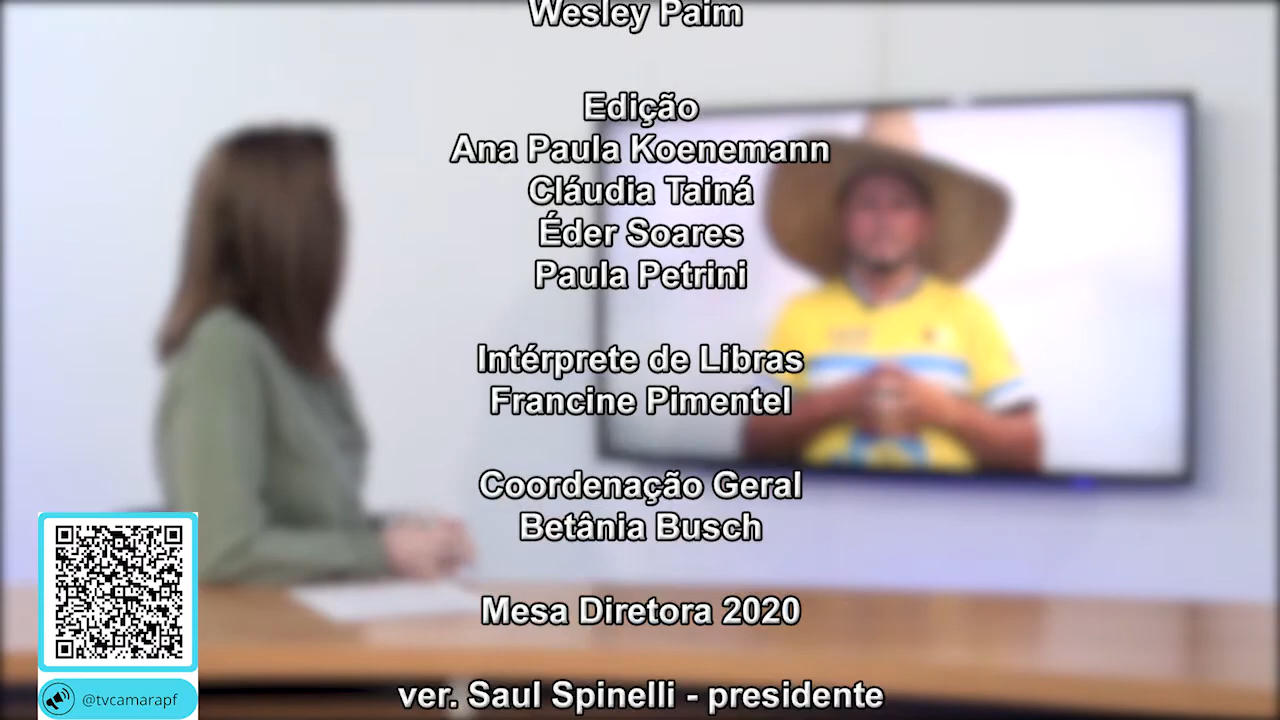 Wesley Paim
Edição
Ana Paula Koenemann
Cláudia Tainá
Éder Soares
Paula Petrini
Intérprete de Libras
Francine Pimentel
Coordenação Geral
Betânia Busch
Mesa Diretora 2020
ver. Saul Spinelli - presidente
@tvcamarapf